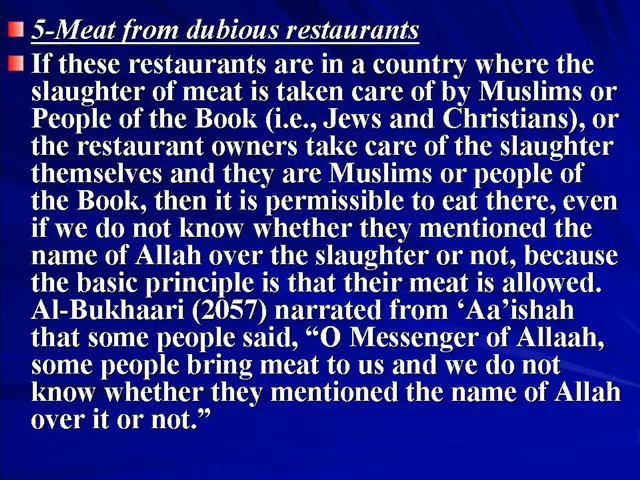 5-Meat from dubious restaurants
If these restaurants are in a country where the
slaughter of meat is taken care of by Muslims or
People of the Book (i.e., Jews and Christians), or
the restaurant owners take care of the slaughter
themselves and they are Muslims or people of
the Book, then it is permissible to eat there, even
if we do not know whether they mentioned the
name of Allah over the slaughter or not, because
the basic principle is that their meat is allowed.
Al-Bukhaari (2057) narrated from ‘Aa’ishah
that some people said, “O Messenger of Allaah,
some people bring meat to us and we do not
know whether they mentioned the name of Allah
over it or not.”